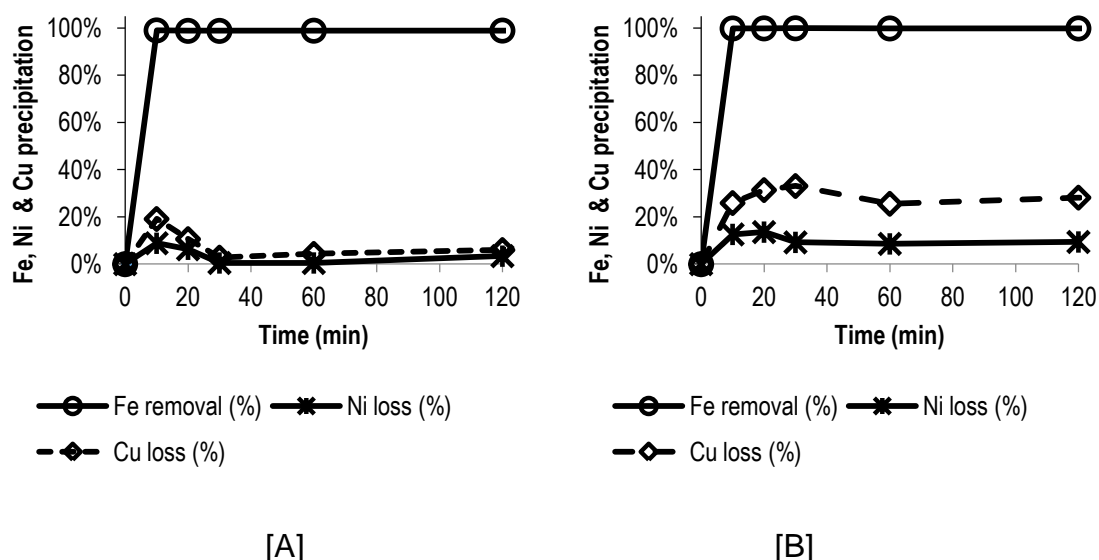 Fe, Ni & Cu precipitation
100%
80%
60%
40%
20%
0%
0 20 40 60 80 100 120
Time (min)
Fe removal (%) Ni loss (%)
Cu loss (%)
[A]
Fe, Ni & Cu precipitation
100%
80%
60%
40%
20%
0%
0 20 40 60 80 100 120
Time (min)
Fe removal (%) Ni loss (%)
Cu loss (%)
[B]